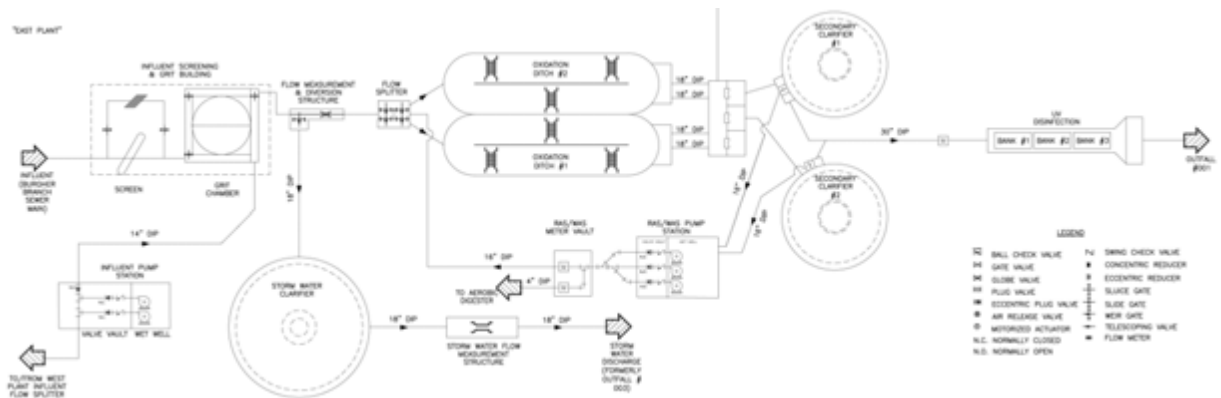 "EAST PLANT"
INFLUENT SCREENING
& GRIT BUILDING
FLOW MEASUREMENT
& DIVERSION
STRUCTURE
FLOW
SPLITTER
OXIDATION
DITCH #2
OXIDATION
DITCH #1
18" DIP
18" DIP
18" DIP
18" DIP
SECONDARY
CLARIFIER
#1
SECONDARY
CLARIFIER
#2
30" DIP
UV
DISINFECTION
BANK #1
BANK #2
BANK #3
OUTFALL
#001
INFLUENT
(BURGHER
BRANCH
SEWER
MAIN)
SCREEN
GRIT
CHAMBER
18" DIP
14" DIP
INFLUENT PUMP
STATION
VALVE VAULT
WET WELL
TO/FROM WEST
PLANT INFLUENT
FLOW SPLITTER
STORM WATER
CLARIFIER
18" DIP
18" DIP
STORM WATER FLOW
MEASUREMENT
STRUCTURE
STORM
WATER
DISCHARGE
(FORMERLY
OUTFALL #
003)
16" DIP
4" DIP
TO AEROBIC
DIGESTER
RAS/WAS
METER VAULT
RAS/WAS PUMP
STATION
LEGEND
BALL CHECK VALVE
GATE VALVE
GLOBE VALVE
PLUG VALVE
ECCENTRIC PLUG VALVE
AIR RELEASE VALVE
MOTORIZED ACTUATOR
N.C. NORMALLY CLOSED
N.O. NORMALLY OPEN
SWING CHECK VALVE
CONCENTRIC REDUCER
ECCENTRIC REDUCER
SLUICE GATE
SLIDE GATE
WEIR GATE
TELESCOPING VALVE
FLOW METER